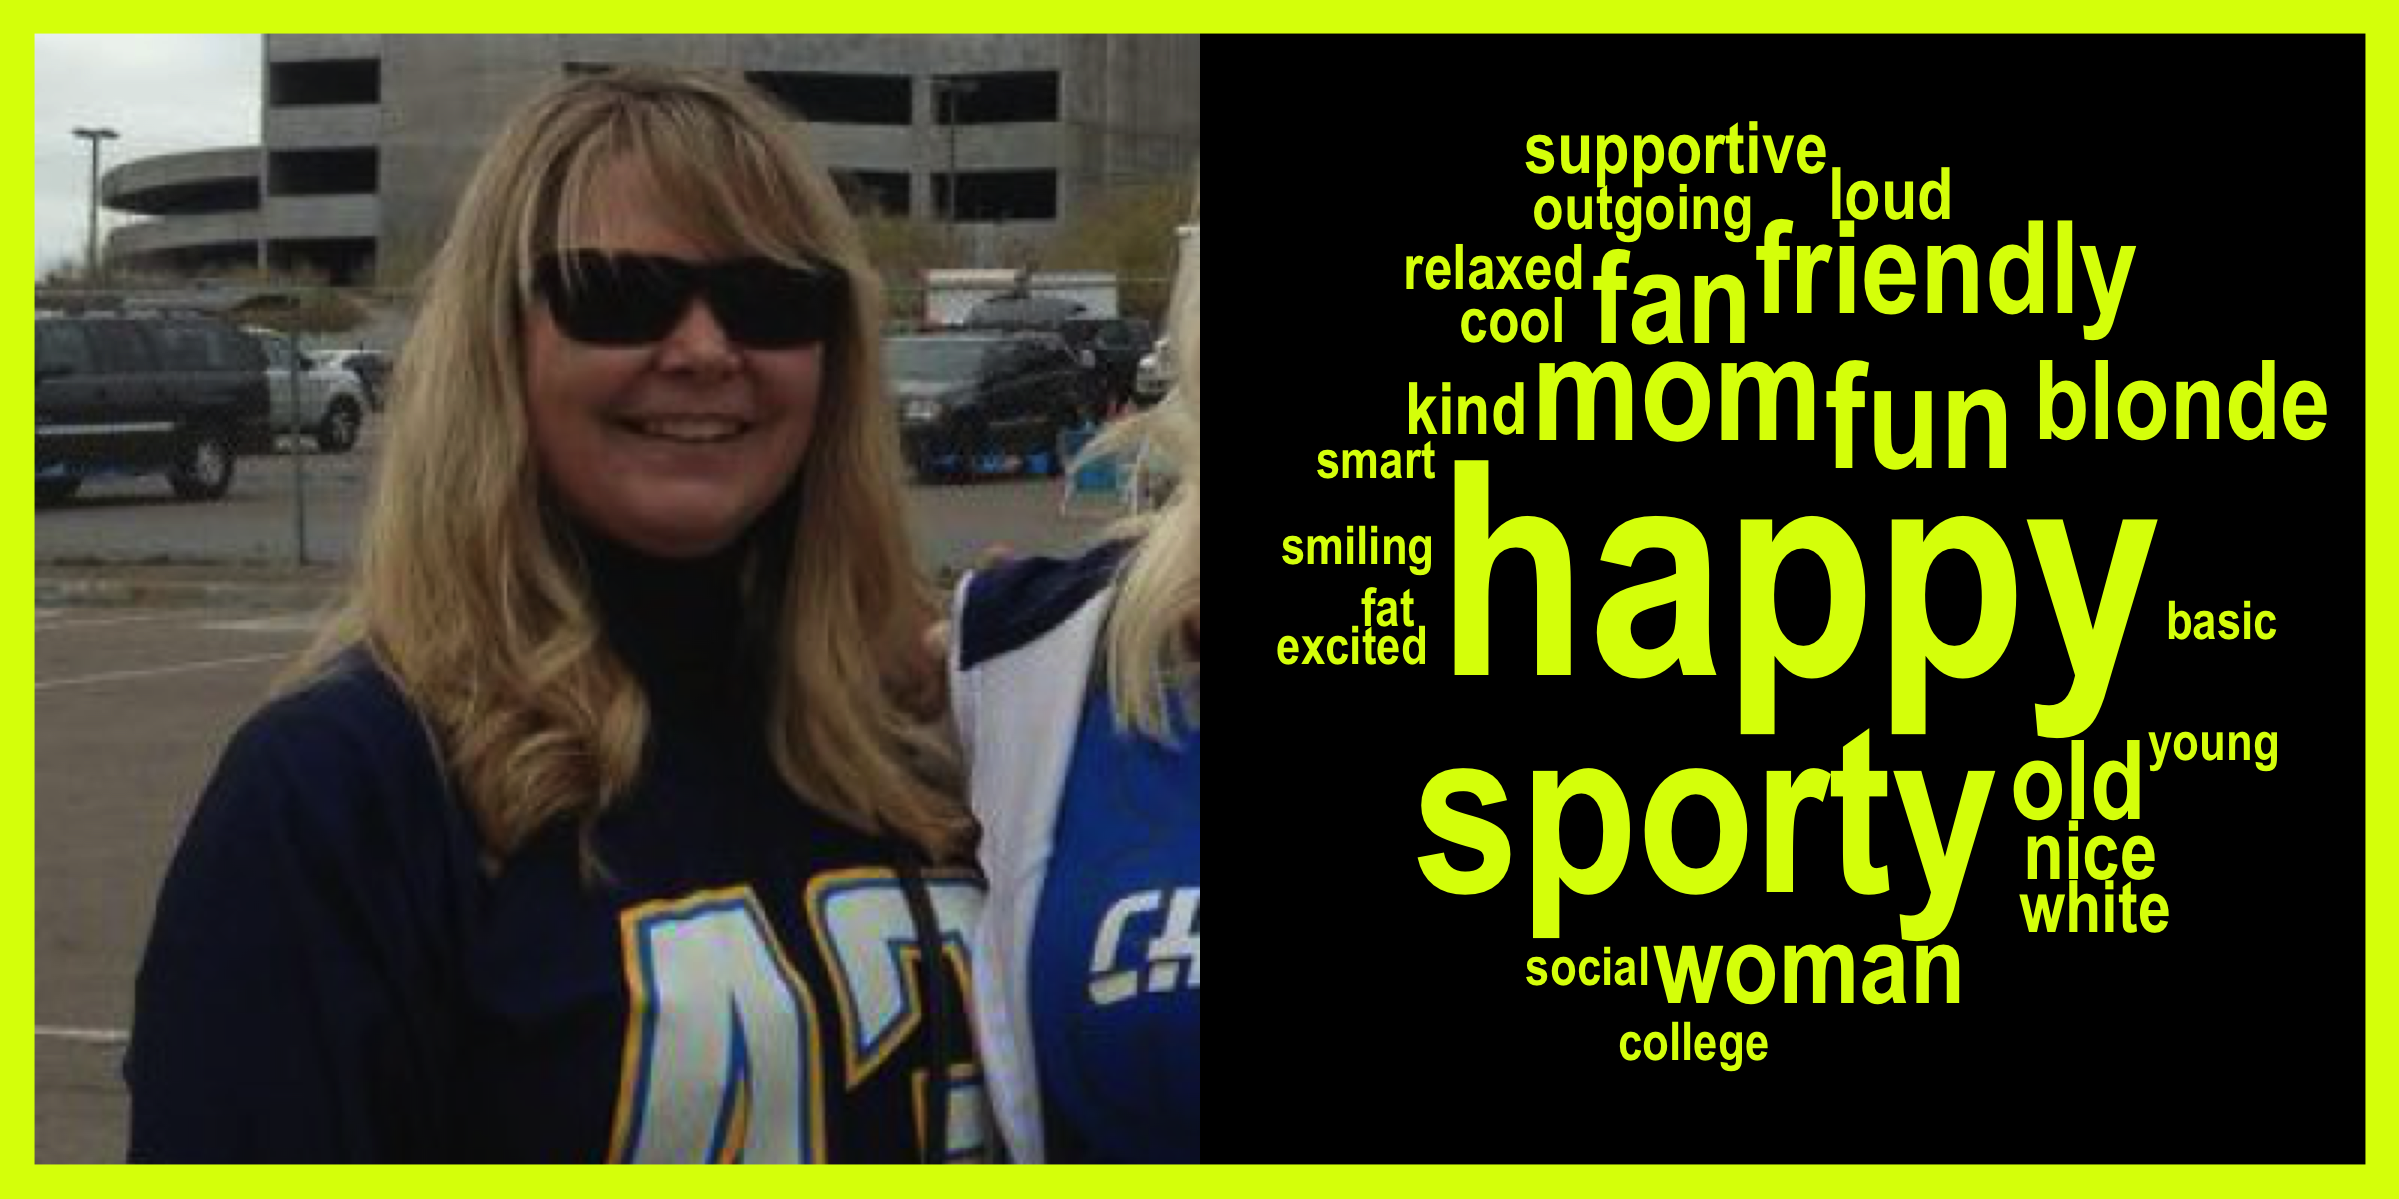 supportive
outgoing
loud
relaxed
fan
friendly
cool
kind
mom
fun
blonde
smart
happy
smiling
fat
excited
basic
sporty
old
young
nice
white
social
woman
college